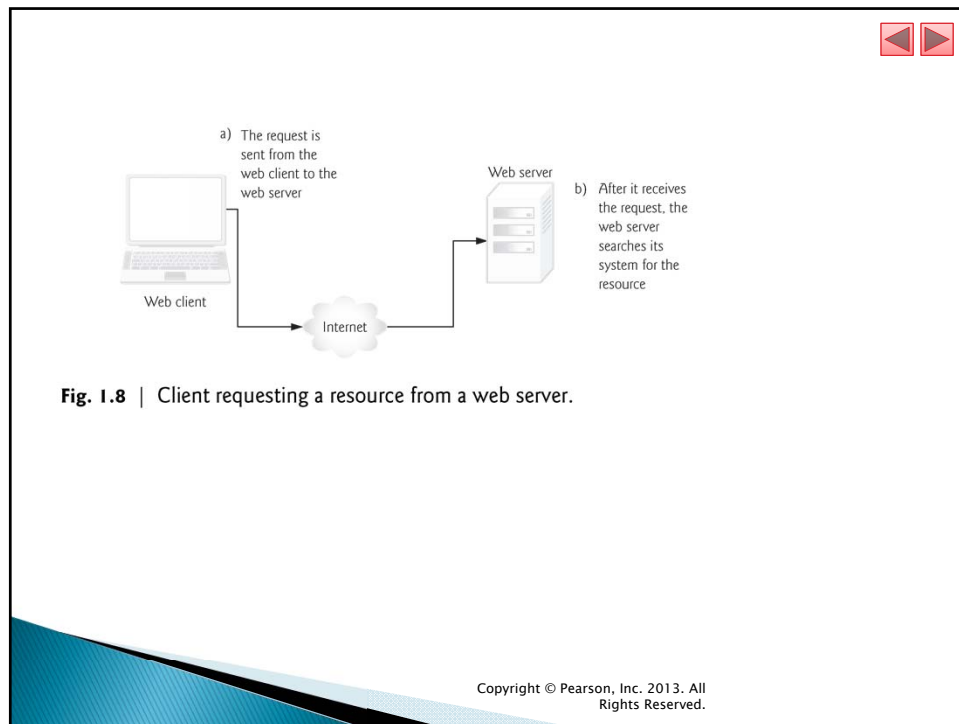 a) The request is
sent from the
web client to the
web server
Web server
b) After it receives
the request, the
web server
searches its
system for the
resource
Web client
Internet
Fig. 1.8 | Client requesting a resource from a web server.
Copyright © Pearson, Inc. 2013. All
Rights Reserved.